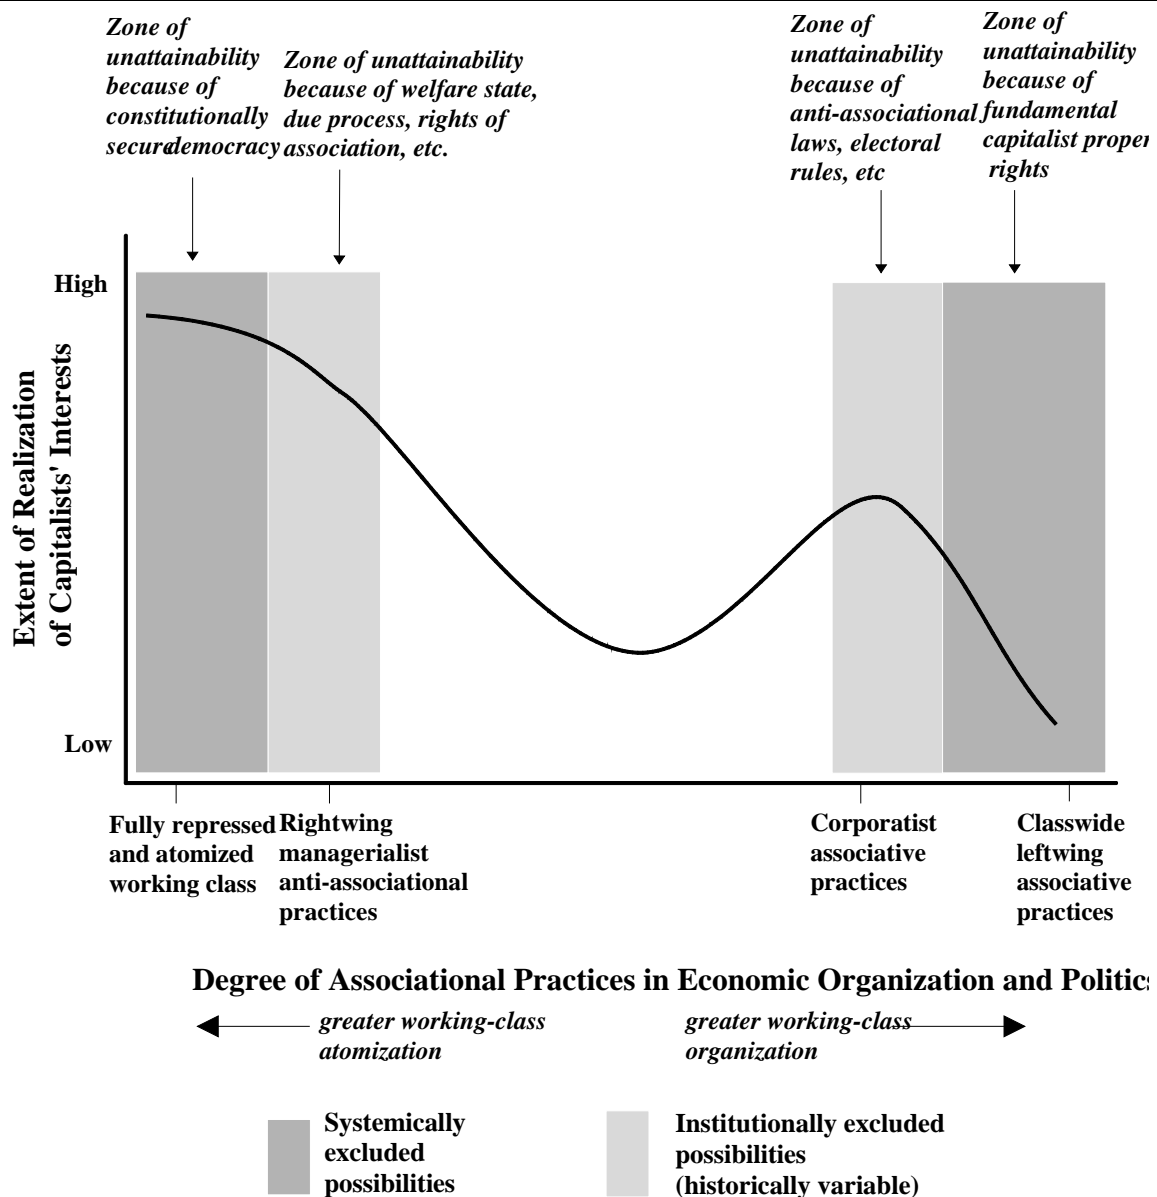 Zone of
unattainability
because of
constitutionally
secure democracy
Zone of unattainability
because of welfare state,
due process, rights of
association, etc.
Zone of
unattainability
because of
anti-associational
laws, electoral
rules, etc
Zone of
unattainability
because of
fundamental
capitalist proper
rights
High
Low
Extent of Realization
of Capitalists' Interests
Fully repressed
and atomized
working class
Rightwing
managerialist
anti-associational
practices
Corporatist
associative
practices
Classwide
leftwing
associative
practices
Degree of Associational Practices in Economic Organization and Politics
greater working-class
atomization
greater working-class
organization
Systemically
excluded
possibilities
Institutionally excluded
possibilities
(historically variable)